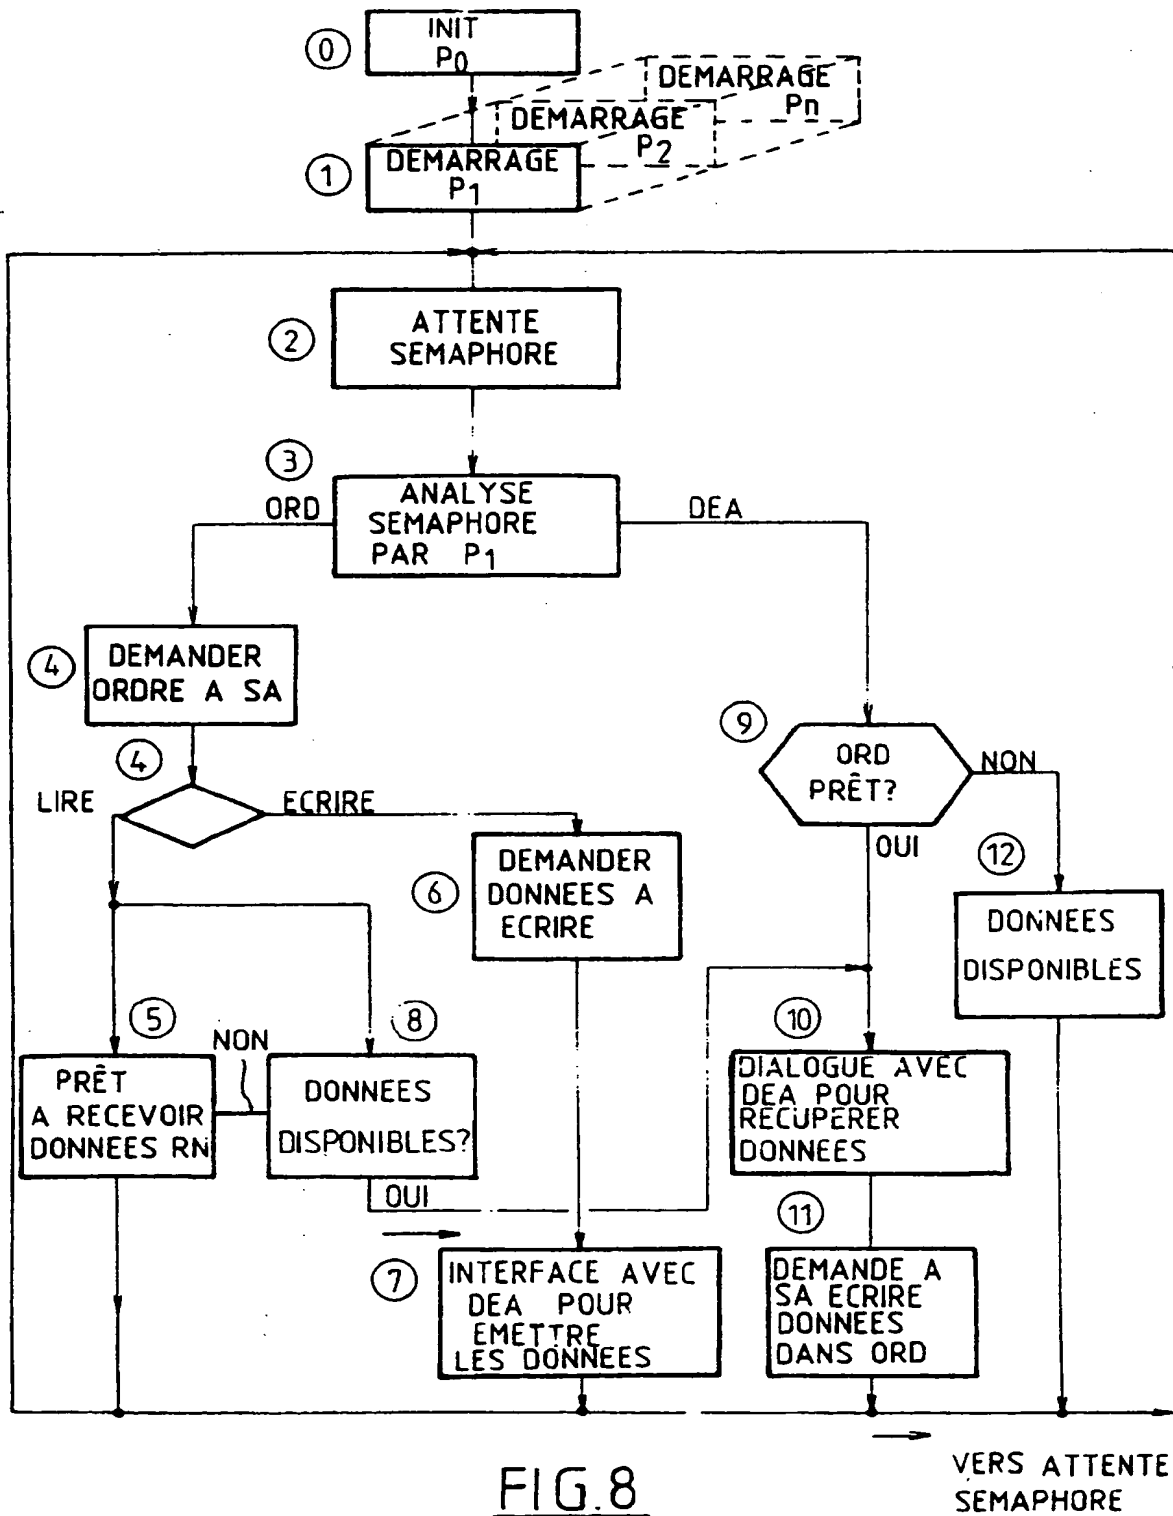 0
INIT
P0
DEMARRAGE
Pn
DEMARRAGE
P2
1
DEMARRAGE
P1
2
ATTENTE
SEMAPHORE
3
ORD
ANALYSE
SEMAPHORE
PAR P1
DEA
4
DEMANDER
ORDRE A SA
4
LIRE
ECRIRE
9
ORD
PRÊT?
NON
OUI
6
DEMANDER
DONNEES A
ECRIRE
12
DONNEES
DISPONIBLES
5
PRÊT
A RECEVOIR
DONNEES RN
NON
8
DONNEES
DISPONIBLES?
OUI
10
DIALOGUE AVEC
DEA POUR
RECUPERER
DONNEES
7
INTERFACE AVEC
DEA POUR
EMETTRE
LES DONNEES
11
DEMANDE A
SA ECRIRE
DONNEES
DANS ORD
VERS ATTENTE
SEMAPHORE
FIG.8